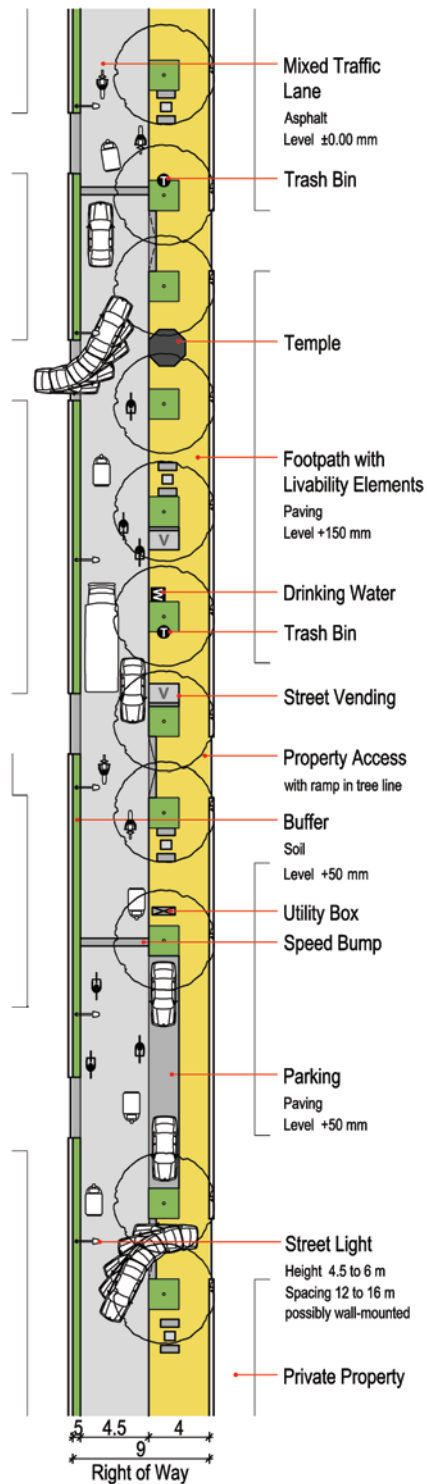 Mixed Traffic
Lane
Asphalt
Level ±0.00 mm
T
Trash Bin
Temple
Footpath with
Livability Elements
Paving
Level +150 mm
V
W
Drinking Water
T
Trash Bin
V
Street Vending
Property Access
with ramp in tree line
Buffer
Soil
Level +50 mm
Utility Box
Speed Bump
Parking
Paving
Level +50 mm
Street Light
Height 4.5 to 6 m
Spacing 12 to 16 m
possibly wall-mounted
Private Property
5 4.5 4
9
Right of Way